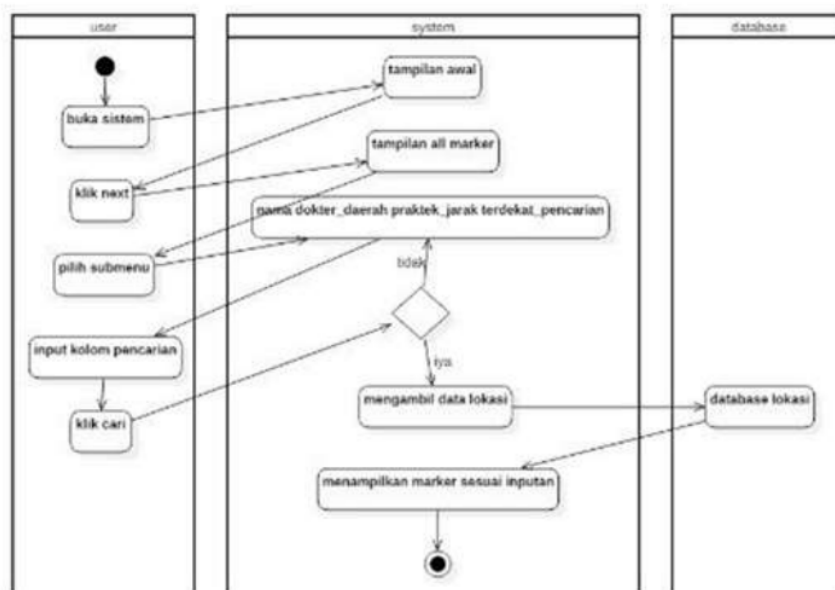 user
system
database
tampilan awal
buka sistem
tampilan all marker
klik next
nama dokter_daerah praktek_jarak terdekat_pencarian
pilih submenu
tidak
input kolom pencarian
iya
mengambil data lokasi
database lokasi
klik cari
menampilkan marker sesuai inputan